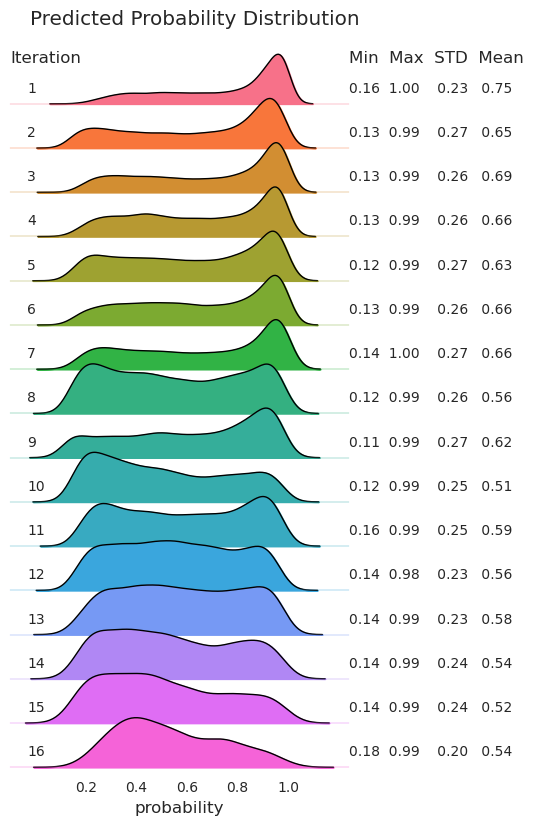 Predicted Probability Distribution
Iteration Min Max STD Mean
1 0.16 1.00 0.23 0.75
2 0.13 0.99 0.27 0.65
3 0.13 0.99 0.26 0.69
4 0.13 0.99 0.26 0.66
5 0.12 0.99 0.27 0.63
6 0.13 0.99 0.26 0.66
7 0.14 1.00 0.27 0.66
8 0.12 0.99 0.26 0.56
9 0.11 0.99 0.27 0.62
10 0.12 0.99 0.25 0.51
11 0.16 0.99 0.25 0.59
12 0.14 0.98 0.23 0.56
13 0.14 0.99 0.23 0.58
14 0.14 0.99 0.24 0.54
15 0.14 0.99 0.24 0.52
16 0.18 0.99 0.20 0.54
0.2 0.4 0.6 0.8 1.0
probability